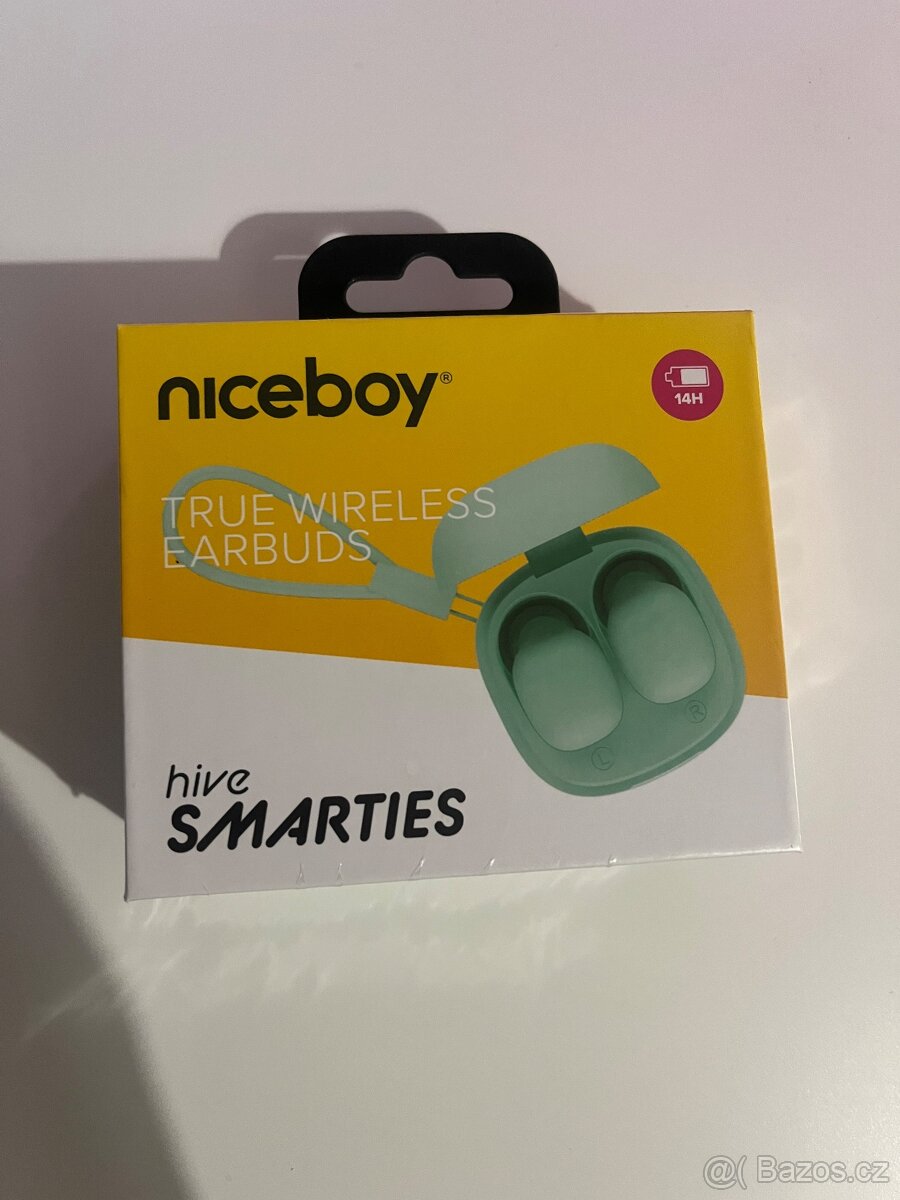 niceboy®
14H
TRUE WIRELESS
EARBUDS
L
R
hive
SMARTIES
@( Bazos.cz